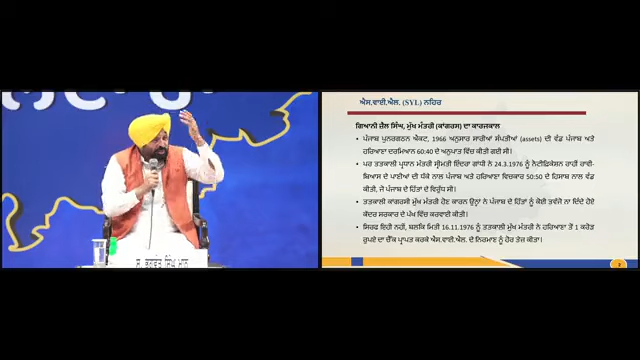 ਐਸ.ਵਾਈ.ਐਲ. (SYL) ਨਹਿਰ
ਗਿਆਨੀ ਜ਼ੈਲ ਸਿੰਘ, ਮੁੱਖ ਮੰਤਰੀ (ਕਾਂਗਰਸ) ਦਾ ਕਾਰਜਕਾਲ
• ਪੰਜਾਬ ਪੁਨਰਗਠਨ ਐਕਟ, 1966 ਅਨੁਸਾਰ ਸਾਰੀਆਂ ਸੰਪਤੀਆਂ (assets) ਦੀ ਵੰਡ ਪੰਜਾਬ ਅਤੇ
ਹਰਿਆਣਾ ਦਰਮਿਆਨ 60:40 ਦੇ ਅਨੁਪਾਤ ਵਿੱਚ ਕੀਤੀ ਗਈ ਸੀ।
• ਪਰ ਤਤਕਾਲੀ ਪ੍ਰਧਾਨ ਮੰਤਰੀ ਸ੍ਰੀਮਤੀ ਇੰਦਰਾ ਗਾਂਧੀ ਨੇ 24.3.1976 ਨੂੰ ਨੋਟੀਫਿਕੇਸ਼ਨ ਰਾਹੀਂ ਰਾਵੀ-
ਬਿਆਸ ਦੇ ਪਾਣੀਆਂ ਦੀ ਧੱਕੇ ਨਾਲ ਪੰਜਾਬ ਅਤੇ ਹਰਿਆਣਾ ਵਿਚਕਾਰ 50:50 ਦੇ ਹਿਸਾਬ ਨਾਲ ਵੰਡ
ਕੀਤੀ, ਜੋ ਪੰਜਾਬ ਦੇ ਹਿੱਤਾਂ ਦੇ ਵਿਰੁੱਧ ਸੀ।
• ਤਤਕਾਲੀ ਕਾਂਗਰਸੀ ਮੁੱਖ ਮੰਤਰੀ ਹੋਣ ਕਾਰਨ ਉਨ੍ਹਾਂ ਨੇ ਪੰਜਾਬ ਦੇ ਹਿੱਤਾਂ ਨੂੰ ਕੋਈ ਤਵੱਜੋਂ ਨਾ ਦਿੰਦੇ ਹੋਏ
ਕੇਂਦਰ ਸਰਕਾਰ ਦੇ ਪੱਖ ਵਿੱਚ ਕਰਵਾਈ ਕੀਤੀ।
• ਸਿਰਫ ਇਹੀ ਨਹੀਂ, ਬਲਕਿ ਮਿਤੀ 16.11.1976 ਨੂੰ ਤਤਕਾਲੀ ਮੁੱਖ ਮੰਤਰੀ ਨੇ ਹਰਿਆਣਾ ਤੋਂ 1 ਕਰੋੜ
ਰੁਪਏ ਦਾ ਚੈੱਕ ਪ੍ਰਾਪਤ ਕਰਕੇ ਐਸ.ਵਾਈ.ਐਲ. ਦੇ ਨਿਰਮਾਣ ਨੂੰ ਹੋਰ ਤੇਜ਼ ਕੀਤਾ।
ਸ. ਭਗਵੰਤ ਸਿੰਘ ਮਾਨ